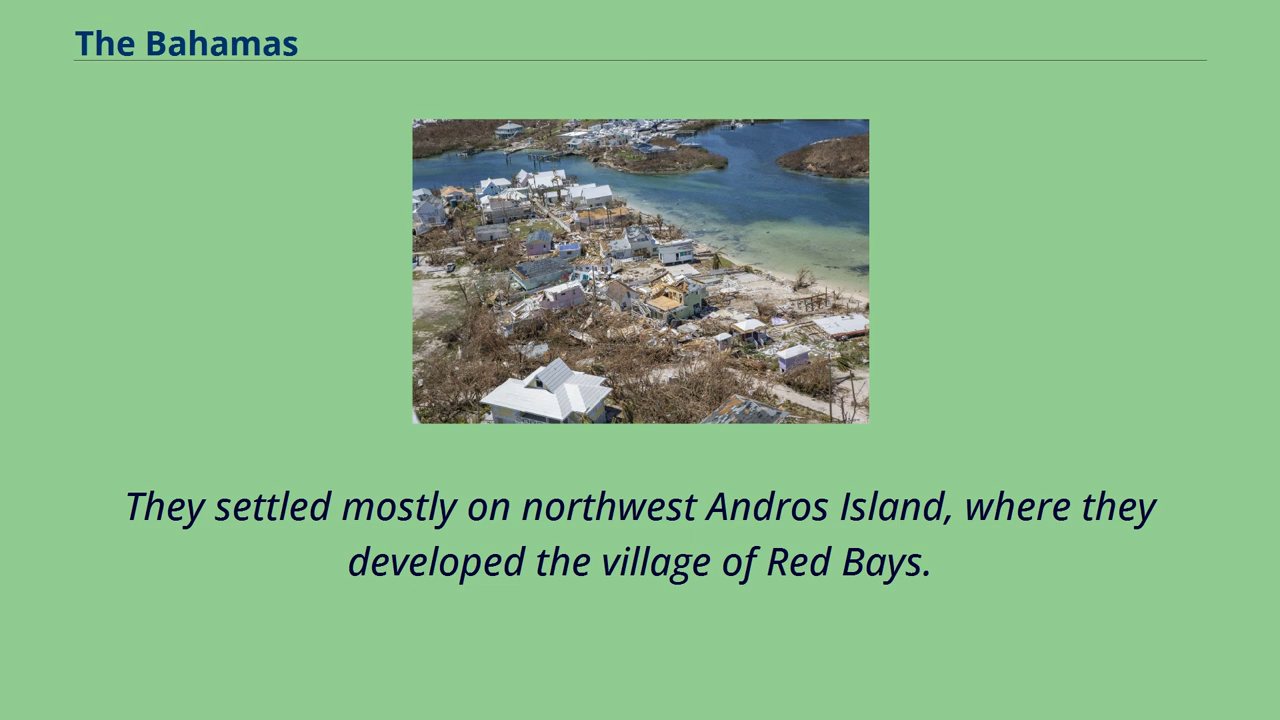 The Bahamas
They settled mostly on northwest Andros Island, where they
developed the village of Red Bays.